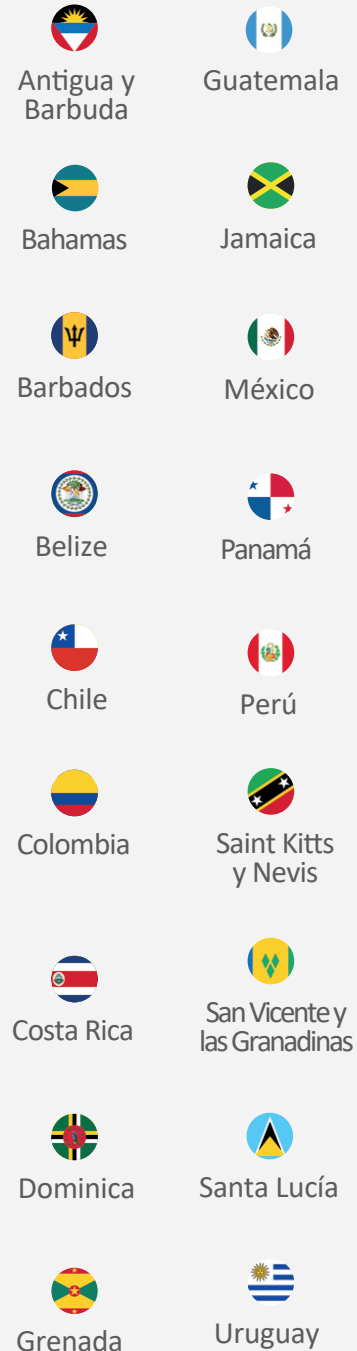 Antigua y
Barbuda
Guatemala
Bahamas
Jamaica
Barbados
México
Belize
Panamá
Chile
Perú
Colombia
Saint Kitts
y Nevis
Costa Rica
San Vicente y
las Granadinas
Dominica
Santa Lucía
Grenada
Uruguay